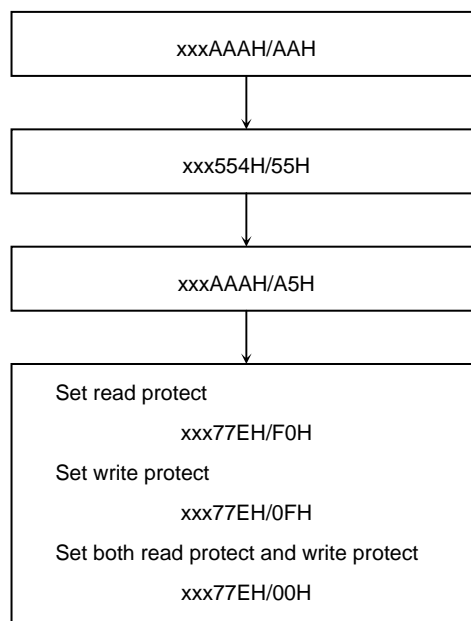 xxxAAAH/AAH
xxx554H/55H
xxxAAAH/A5H
Set read protect
xxx77EH/F0H
Set write protect
xxx77EH/0FH
Set both read protect and write protect
xxx77EH/00H